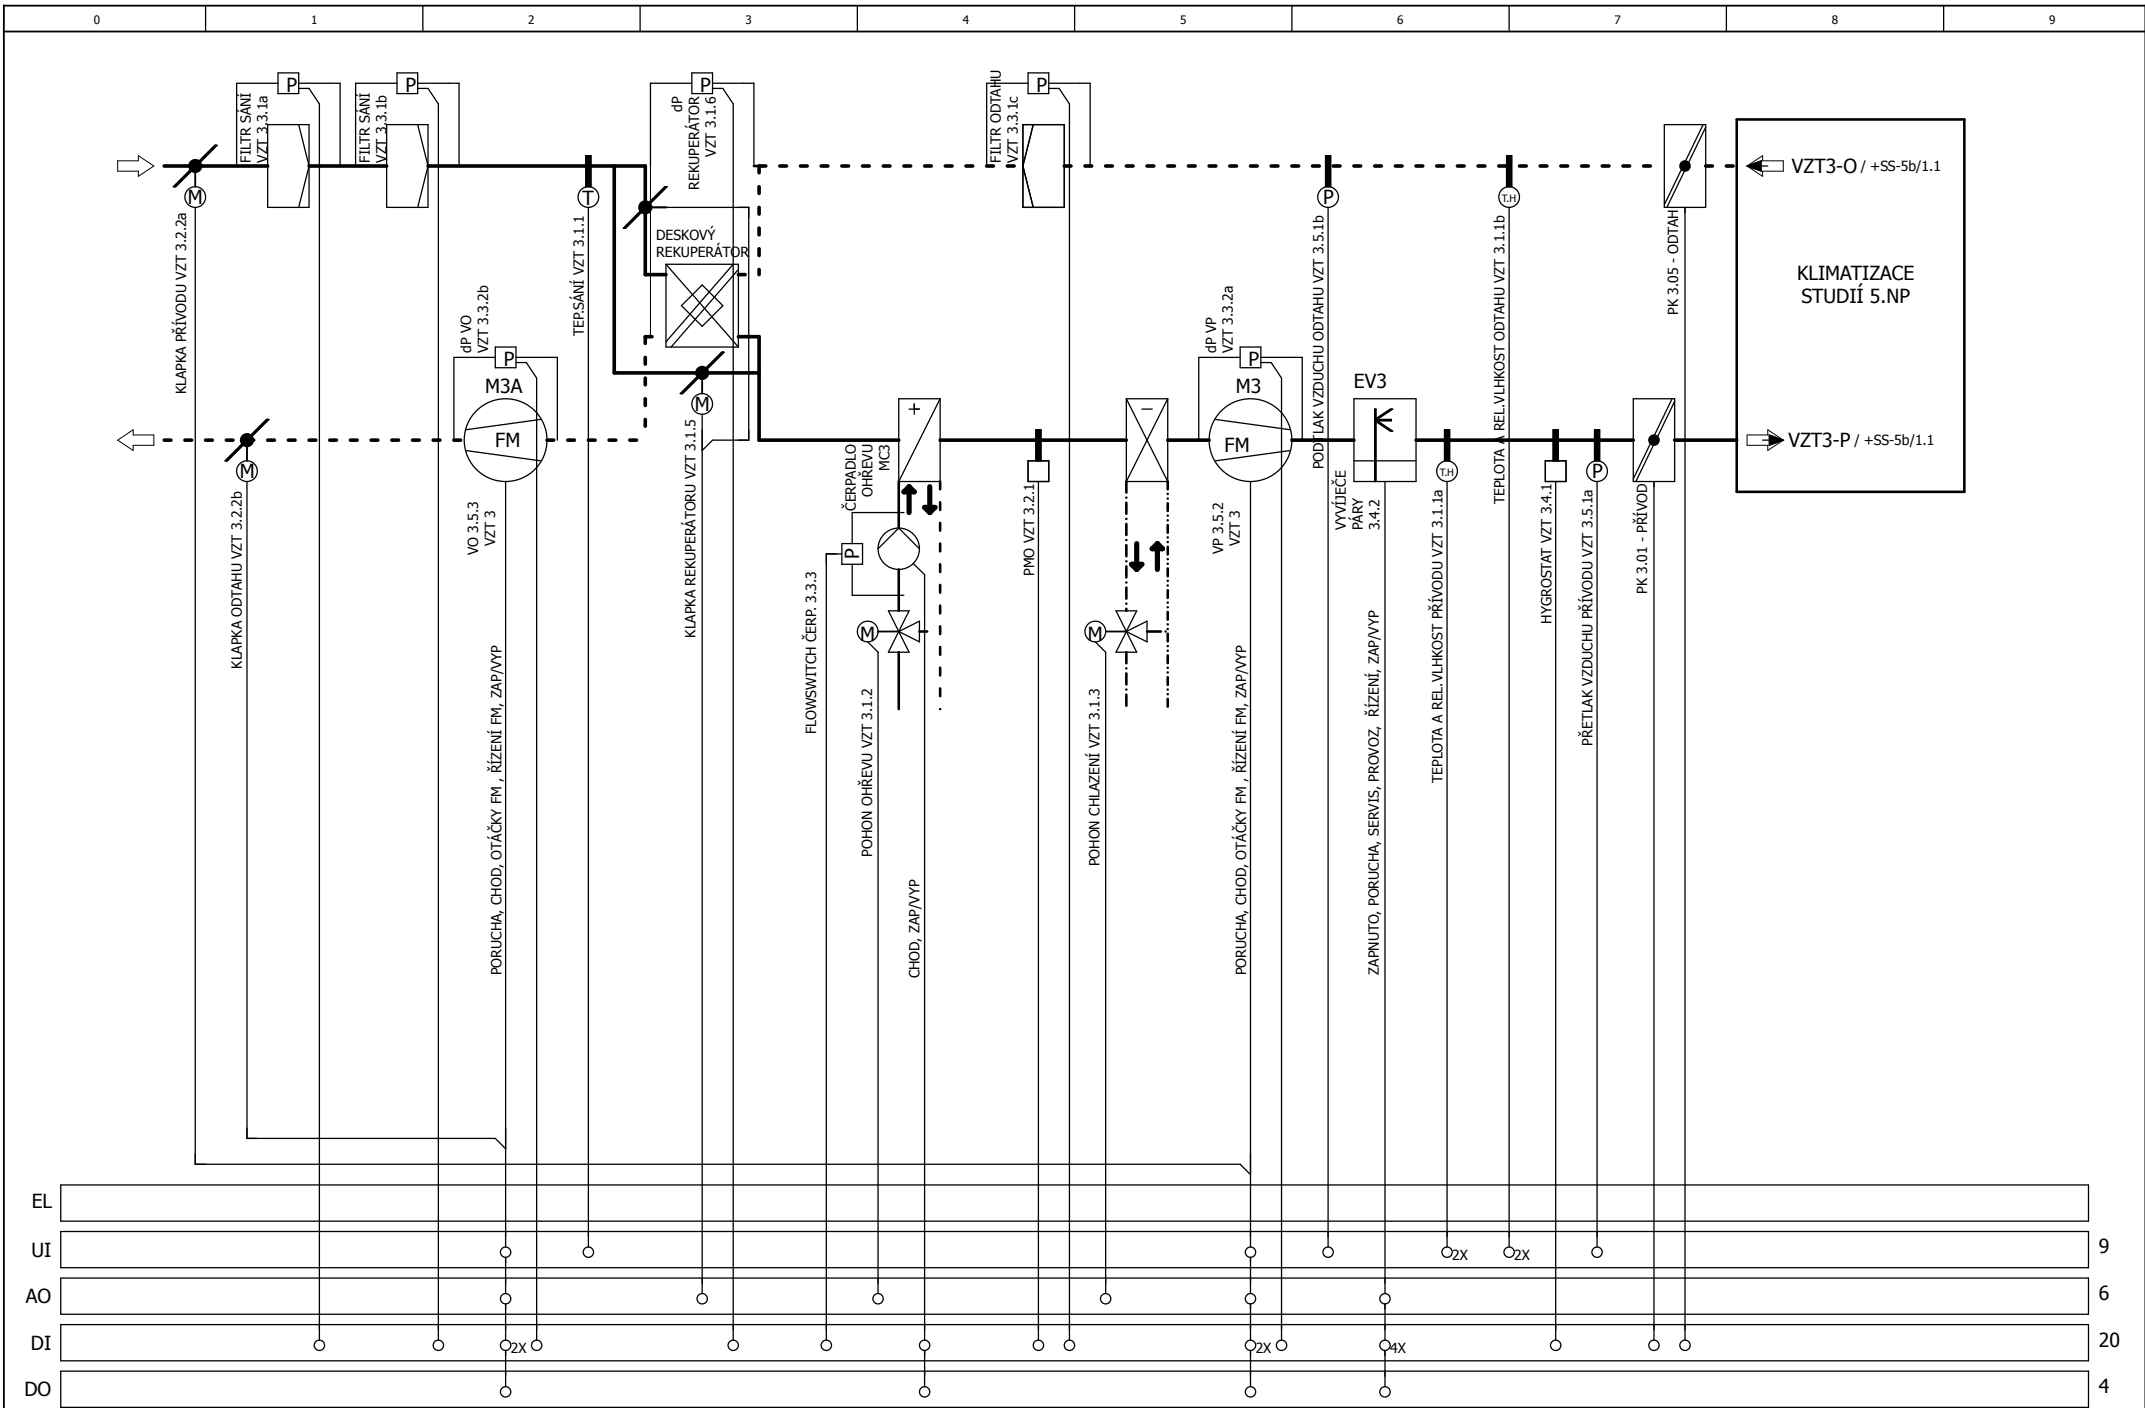 0 1 2 3 4 5 6 7 8 9
P
FILTR SÁNÍ
VZT 3.3.1a
P
FILTR SÁNÍ
VZT 3.3.1b
P
dP
REKUPERÁTOR
VZT 3.1.6
P
FILTR ODTAHU
VZT 3.3.1c
VZT3-O / +SS-5b/1.1
M
KLAPKA PŘÍVODU VZT 3.2.2a
T
TEP.SÁNÍ VZT 3.1.1
DESKOVÝ
REKUPERÁTOR
P
PODTLAK VZDUCHU ODTAHU VZT 3.5.1b
T.H
TEPLOTA A REL.VLHKOST ODTAHU VZT 3.1.1b
PK 3.05 - ODTAH
KLIMATIZACE
STUDIÍ 5.NP
dP VO
VZT 3.3.2b
P
M3A
FM
VO 3.5.3
VZT 3
M
KLAPKA REKUPERÁTORU VZT 3.1.5
dP VP
VZT 3.3.2a
P
M3
FM
VP 3.5.2
VZT 3
EV3
VYVÍJEČE
PÁRY
3.4.2
VZT3-P / +SS-5b/1.1
M
KLAPKA ODTAHU VZT 3.2.2b
+
ČERPADLO
OHŘEVU
MC3
PMO VZT 3.2.1
−
T.H
TEPLOTA A REL.VLHKOST PŘÍVODU VZT 3.1.1a
HYGROSTAT VZT 3.4.1
P
PŘETLAK VZDUCHU PŘÍVODU VZT 3.5.1a
PK 3.01 - PŘÍVOD
P
FLOWSWITCH ČERP. 3.3.3
M
POHON OHŘEVU VZT 3.1.2
CHOD, ZAP/VYP
M
POHON CHLAZENÍ VZT 3.1.3
PORUCHA, CHOD, OTÁČKY FM , ŘÍZENÍ FM, ZAP/VYP
PORUCHA, CHOD, OTÁČKY FM , ŘÍZENÍ FM, ZAP/VYP
ZAPNUTO, PORUCHA, SERVIS, PROVOZ, ŘÍZENÍ, ZAP/VYP
EL
UI 2X 2X 9
AO 6
DI 2X 2X 4X 20
DO 4